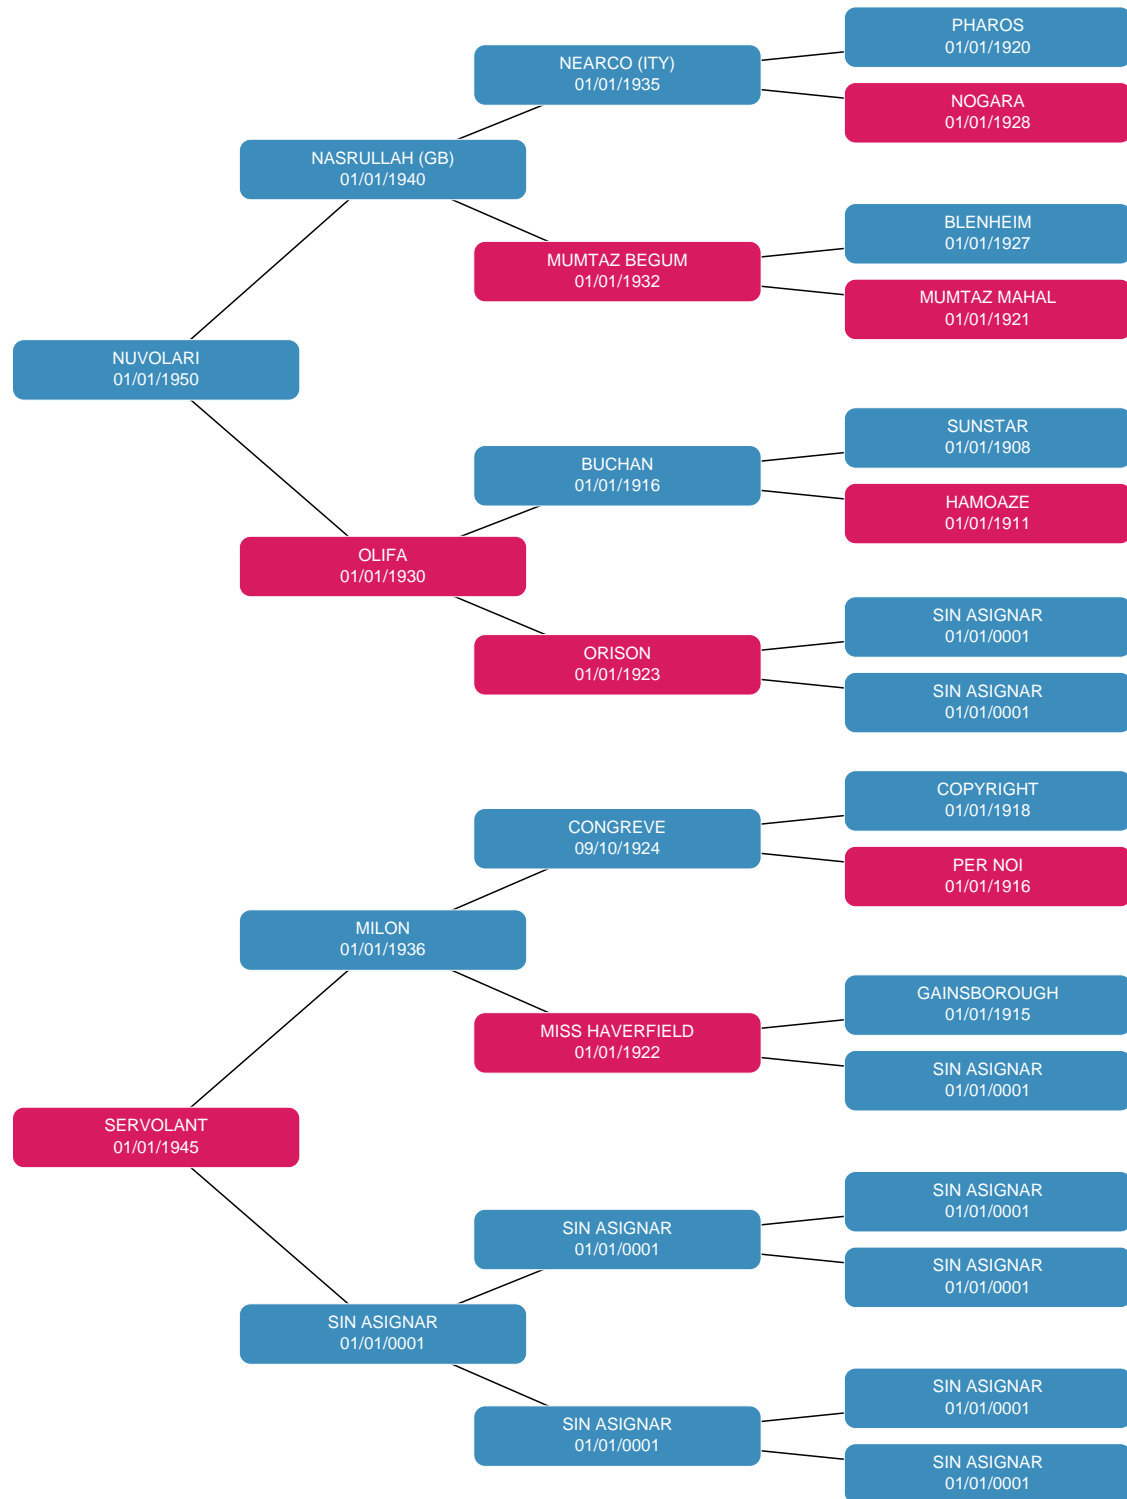 PHAROS
01/01/1920
NEARCO (ITY)
01/01/1935
NOGARA
01/01/1928
NASRULLAH (GB)
01/01/1940
BLENHEIM
01/01/1927
MUMTAZ BEGUM
01/01/1932
MUMTAZ MAHAL
01/01/1921
NUVOLARI
01/01/1950
SUNSTAR
01/01/1908
BUCHAN
01/01/1916
HAMOAZE
01/01/1911
OLIFA
01/01/1930
SIN ASIGNAR
01/01/0001
ORISON
01/01/1923
SIN ASIGNAR
01/01/0001
COPYRIGHT
01/01/1918
CONGREVE
09/10/1924
PER NOI
01/01/1916
MILON
01/01/1936
GAINSBOROUGH
01/01/1915
MISS HAVERFIELD
01/01/1922
SIN ASIGNAR
01/01/0001
SERVOLANT
01/01/1945
SIN ASIGNAR
01/01/0001
SIN ASIGNAR
01/01/0001
SIN ASIGNAR
01/01/0001
SIN ASIGNAR
01/01/0001
SIN ASIGNAR
01/01/0001
SIN ASIGNAR
01/01/0001
SIN ASIGNAR
01/01/0001